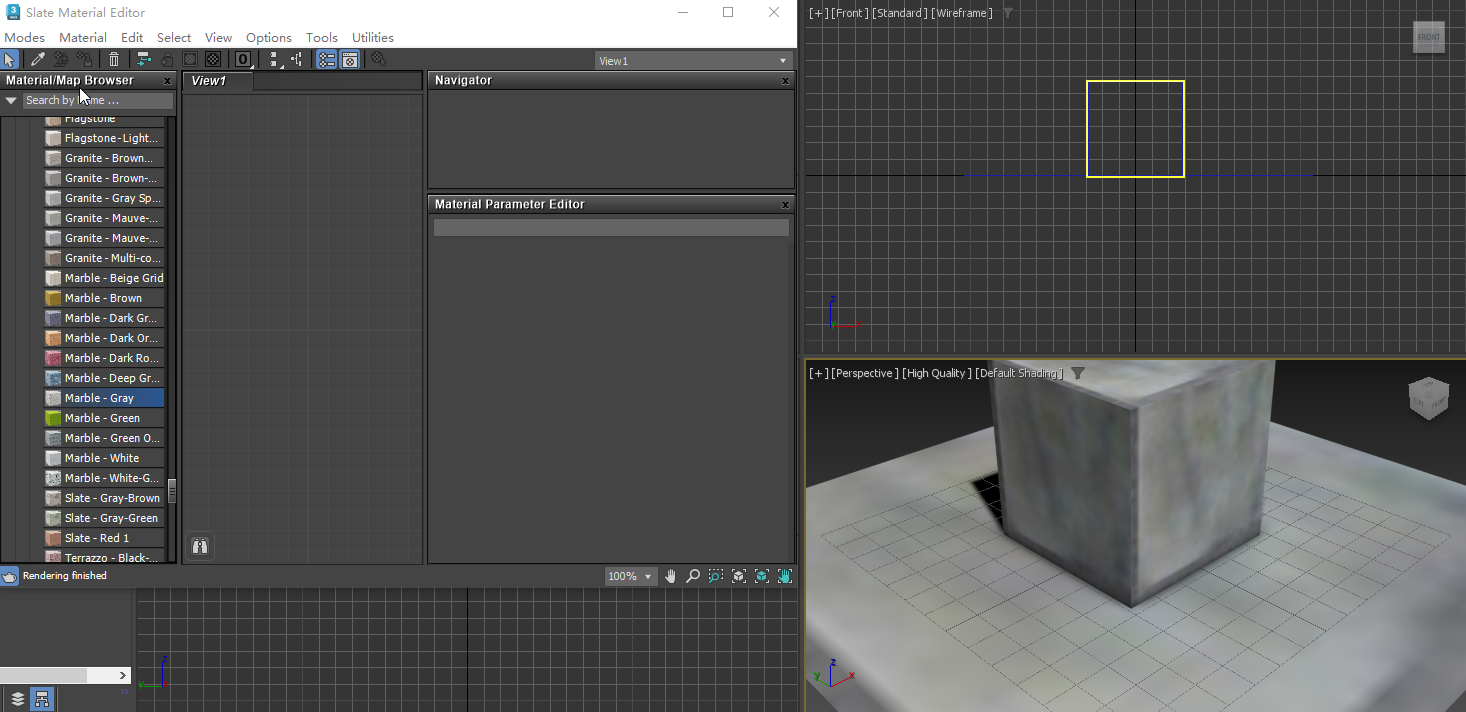 Slate Material Editor
Modes Material Edit Select View Options Tools Utilities
View1
Material/Map Browser
Search by
Flagstone
Flagstone-Light...
Granite - Brown...
Granite - Brown-...
Granite - Gray Sp...
Granite - Mauve-...
Granite - Mauve-...
Granite - Multi-co...
Marble - Beige Grid
Marble - Brown
Marble - Dark Gr...
Marble - Dark Or...
Marble - Dark Ro...
Marble - Deep Gr...
Marble - Gray
Marble - Green
Marble - Green O...
Marble - White
Marble - White-G...
Slate - Gray-Brown
Slate - Gray-Green
Slate - Red 1
Terrazzo - Black-...
View1
Navigator
Material Parameter Editor
Rendering finished
100%
[+] [Front] [Standard] [Wireframe]
FRONT
z
x
[+] [Perspective] [High Quality] [Default Shading]
FRONT
z
y
x
z
y